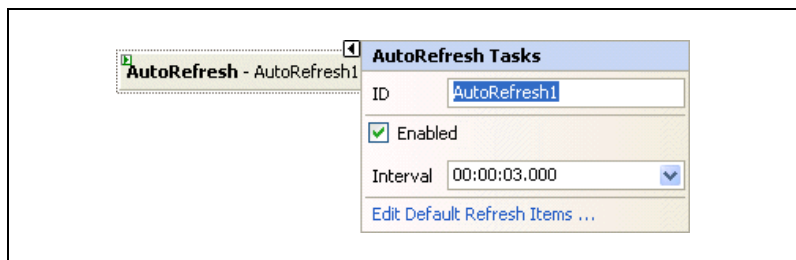 AutoRefresh - AutoRefresh1
AutoRefresh Tasks
ID AutoRefresh1
Enabled
Interval 00:00:03.000
Edit Default Refresh Items ...